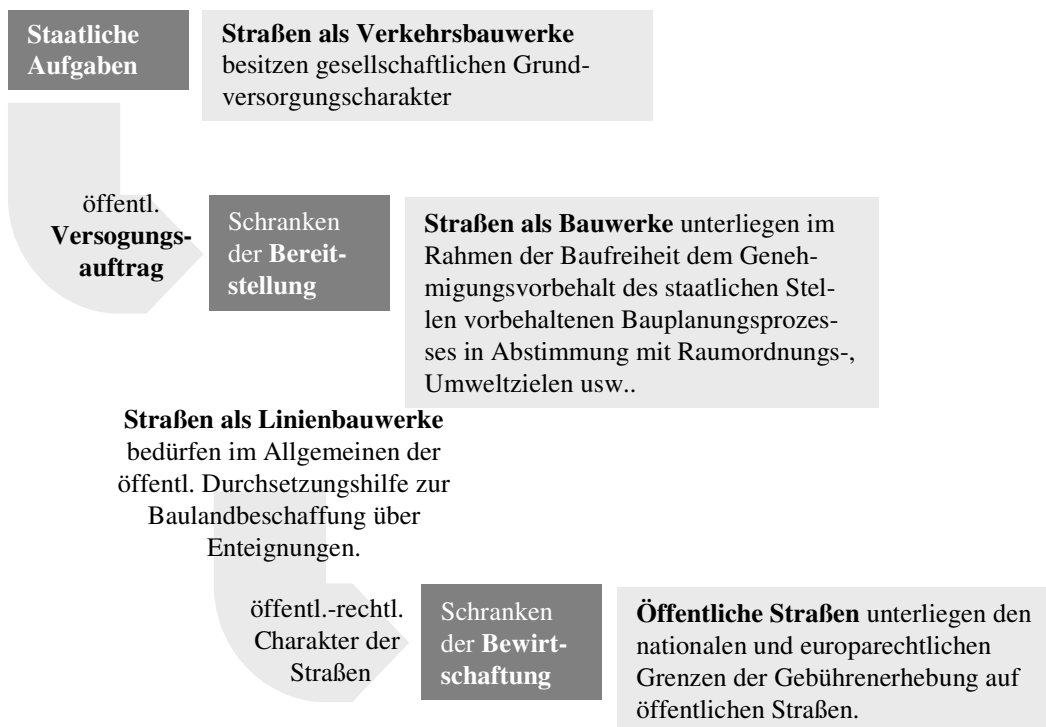 Staatliche
Aufgaben
Straßen als Verkehrsbauwerke
besitzen gesellschaftlichen Grund-
versorgungscharakter
öffentl.
Versogungs-
auftrag
Schranken
der Bereit-
stellung
Straßen als Bauwerke unterliegen im
Rahmen der Baufreiheit dem Geneh-
migungsvorbehalt des staatlichen Stel-
len vorbehaltenen Bauplanungsprozes-
ses in Abstimmung mit Raumordnungs-,
Umweltzielen usw..
Straßen als Linienbauwerke
bedürfen im Allgemeinen der
öffentl. Durchsetzungshilfe zur
Baulandbeschaffung über
Enteignungen.
öffentl.-rechtl.
Charakter der
Straßen
Schranken
der Bewirt-
schaftung
Öffentliche Straßen unterliegen den
nationalen und europarechtlichen
Grenzen der Gebührenerhebung auf
öffentlichen Straßen.